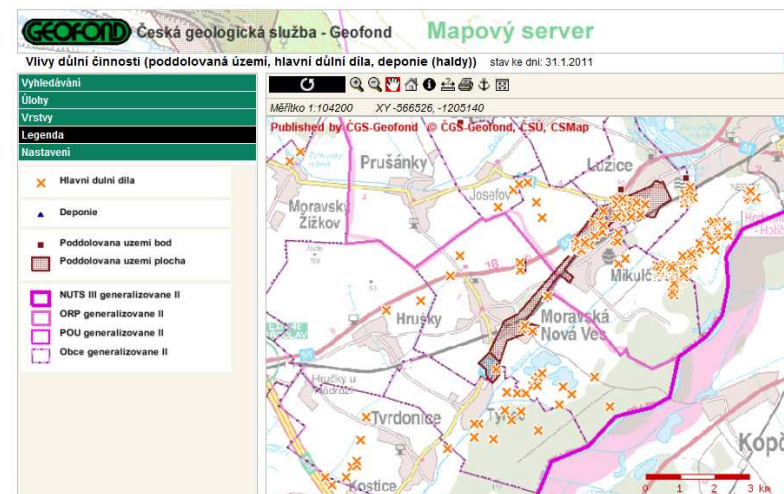 GEOFOND Česká geologická služba - Geofond Mapový server
Vlivy důlní činnosti (poddolovaná území, hlavní důlní díla, deponie (haldy)) stav ke dni: 31.1.2011
Vyhledávání
Úlohy
Vrstvy
Legenda
Nastavení
Hlavni dulni dila
Deponie
Poddolovana uzemi bod
Poddolovana uzemi plocha
NUTS III generalizovane II
ORP generalizovane II
POU generalizovane II
Obce generalizovane II
Měřítko 1:104200 XY -566526, -1205140
Published by ČGS-Geofond © ČGS-Geofond, ČSÚ, CSMap
Prušánky
Lužice
Josefov
Moravský
Žižkov
Mikulč
Hrušky
Moravská
Nová Ves
Hrušky u
Tvrdonice
Týnec
Kostice
Kopč
0 1 2 3 km